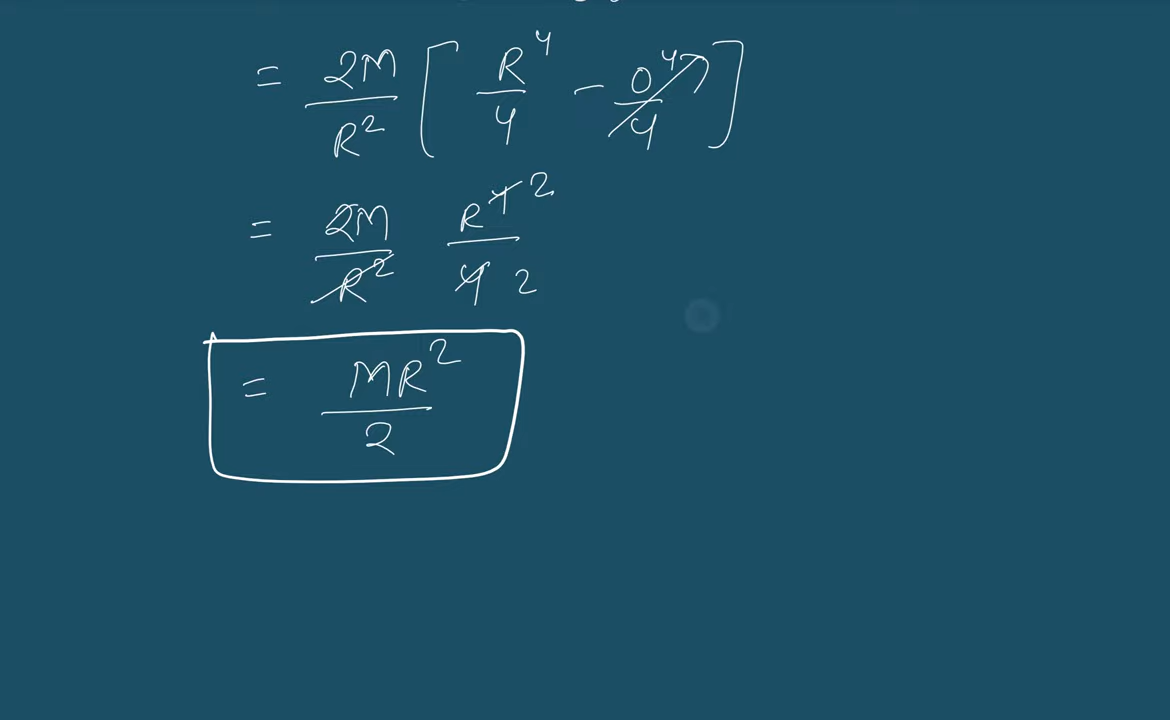 = 2M/R² [ R⁴/4 - 0⁴/4 ]
= 2M/R² R⁴ 2/4 2
= MR²/2